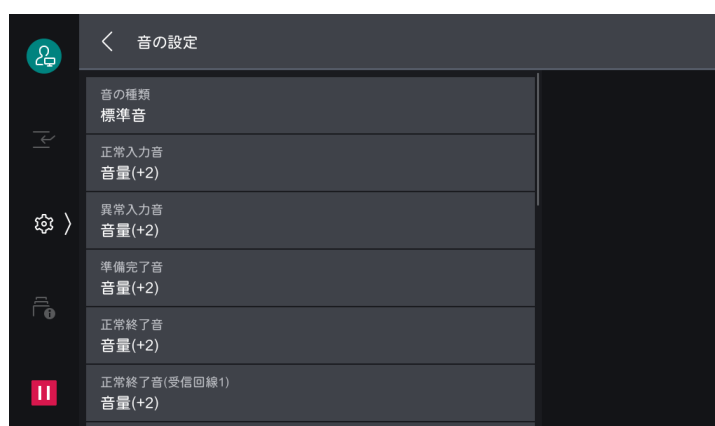 音の設定
音の種類
標準音
正常入力音
音量(+2)
異常入力音
音量(+2)
準備完了音
音量(+2)
正常終了音
音量(+2)
正常終了音(受信回線1)
音量(+2)